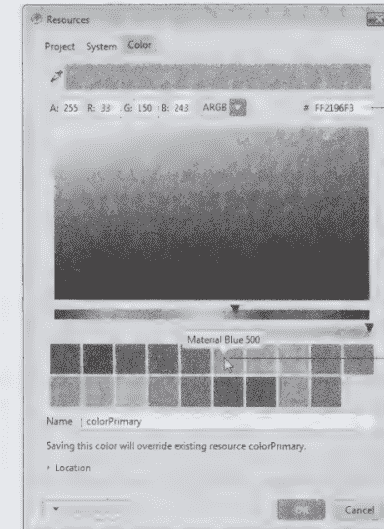 Resources
Project System Color
A: 255 R: 33 G: 150 B: 243 ARGB # FF2196F3
Material Blue 500
Name colorPrimary
Saving this color will override existing resource colorPrimary.
Location
OK Cancel